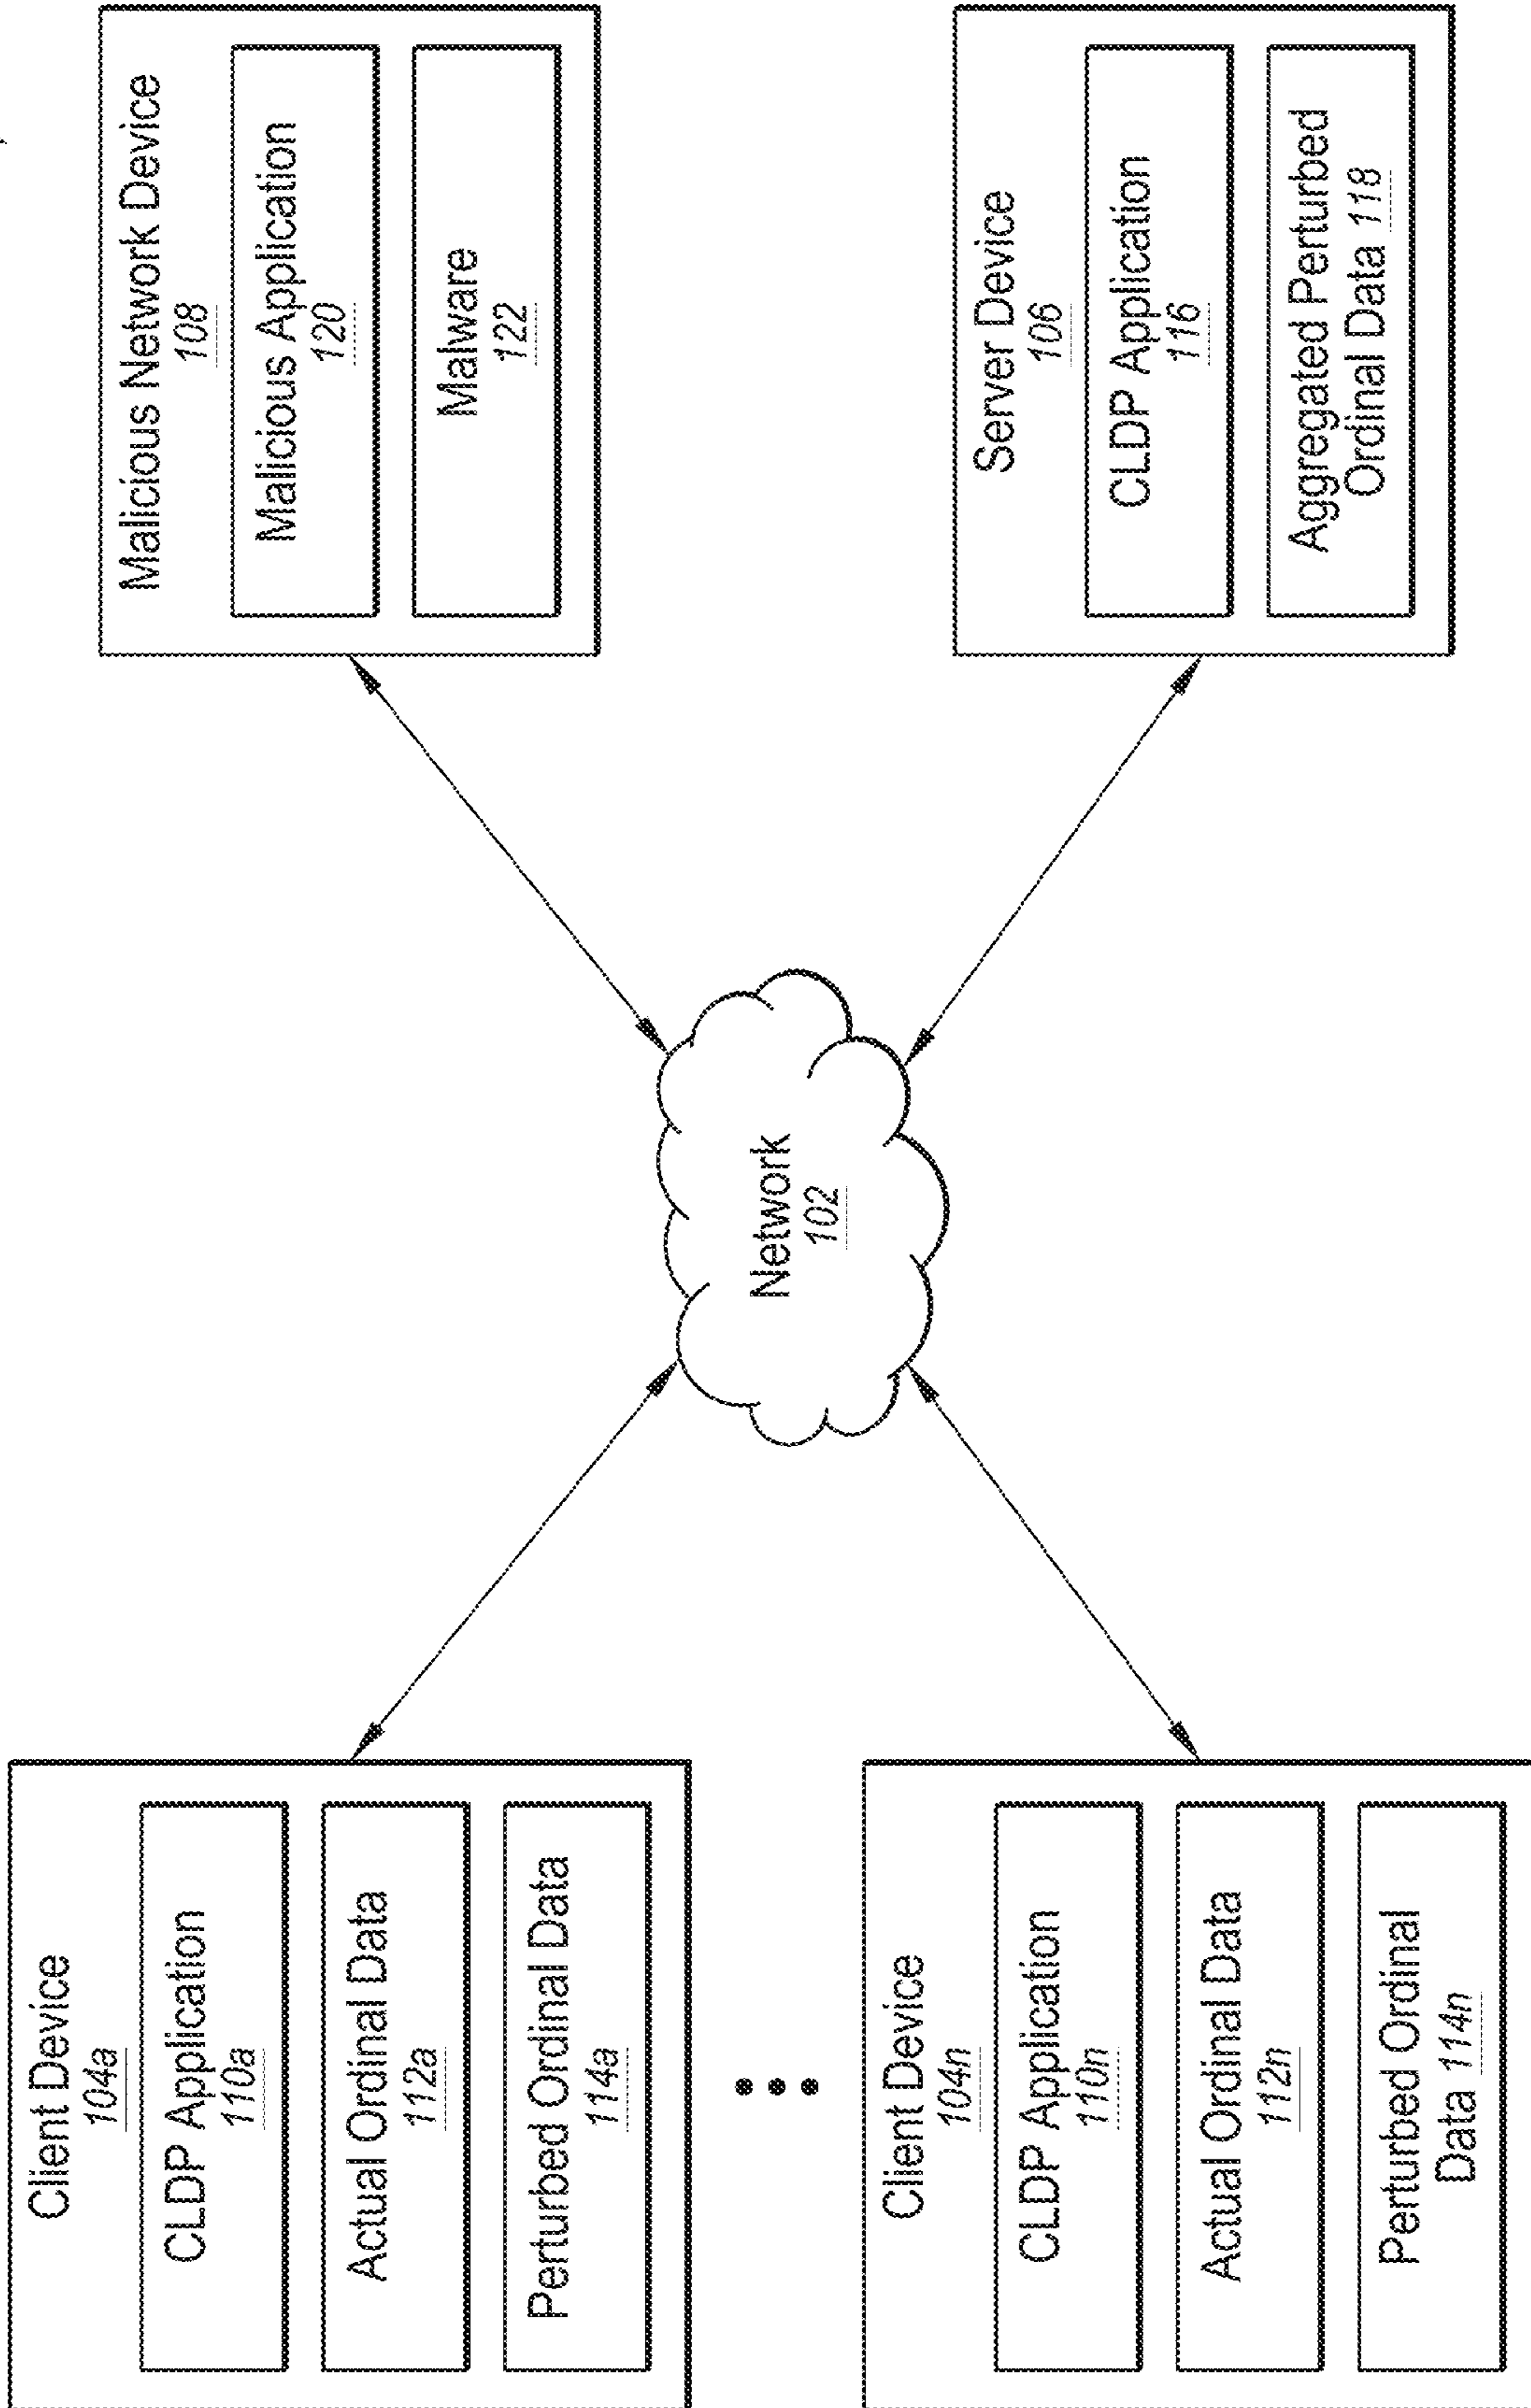 Client Device
104a
CLDP Application
110a
Actual Ordinal Data
112a
Perturbed Ordinal Data
114a
Client Device
104n
CLDP Application
110n
Actual Ordinal Data
112n
Perturbed Ordinal
Data 114n
Network
102
Malicious Network Device
108
Malicious Application
120
Malware
122
Server Device
106
CLDP Application
116
Aggregated Perturbed
Ordinal Data 118